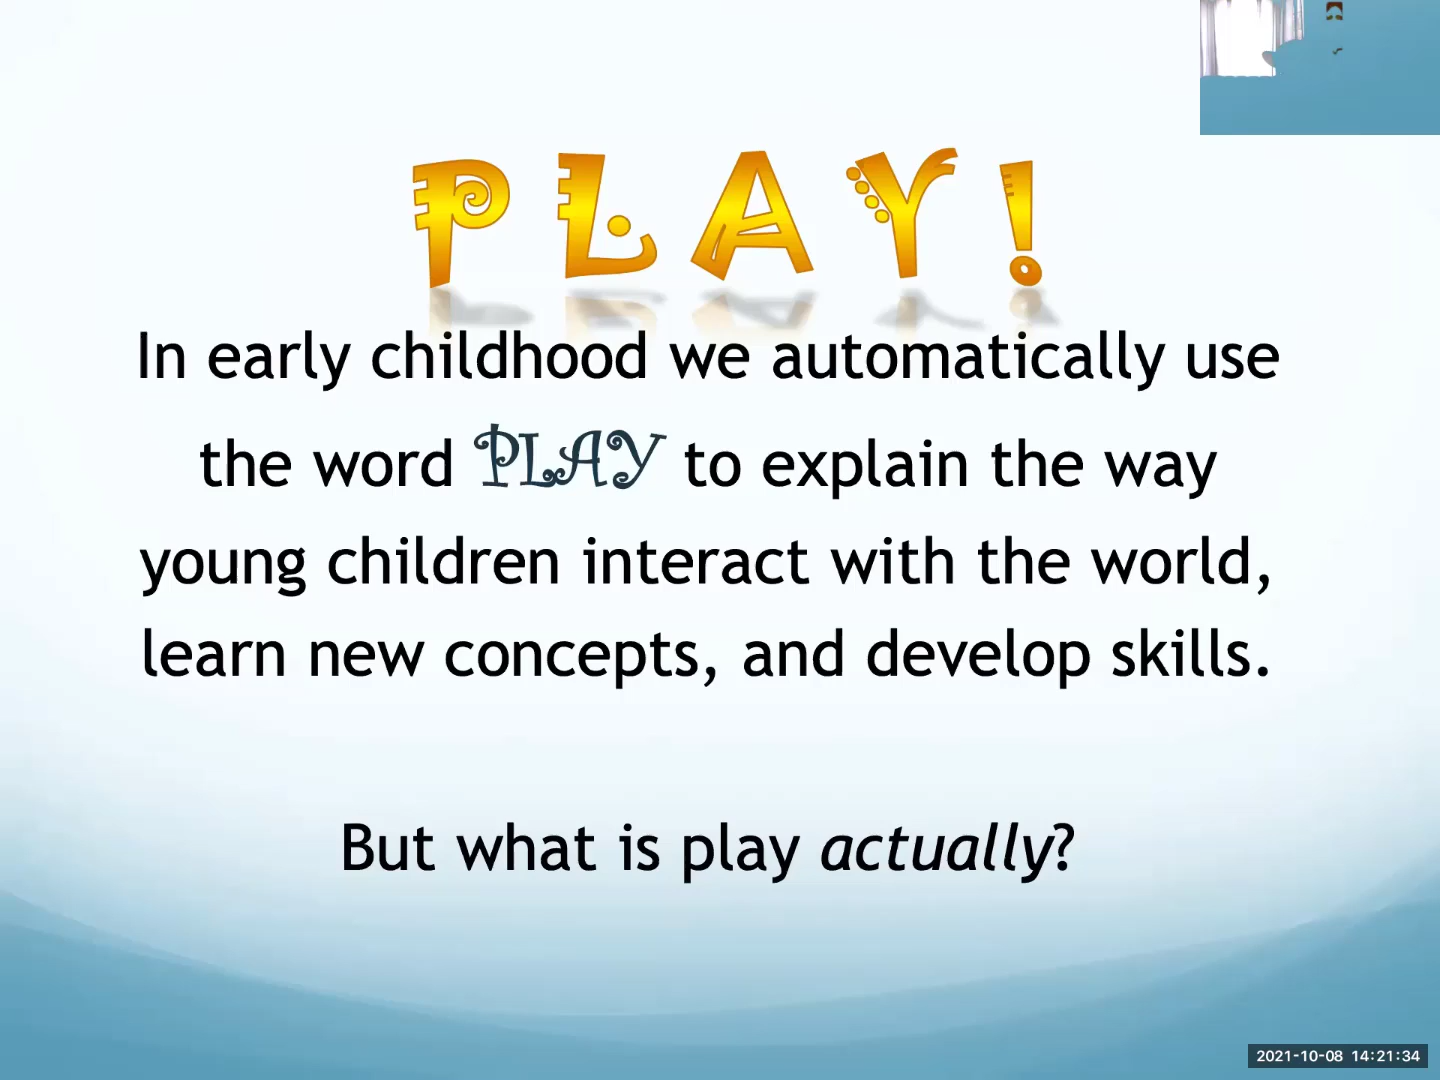 PLAY!
In early childhood we automatically use
the word PLAY to explain the way
young children interact with the world,
learn new concepts, and develop skills.
But what is play actually?
2021-10-08 14:21:34